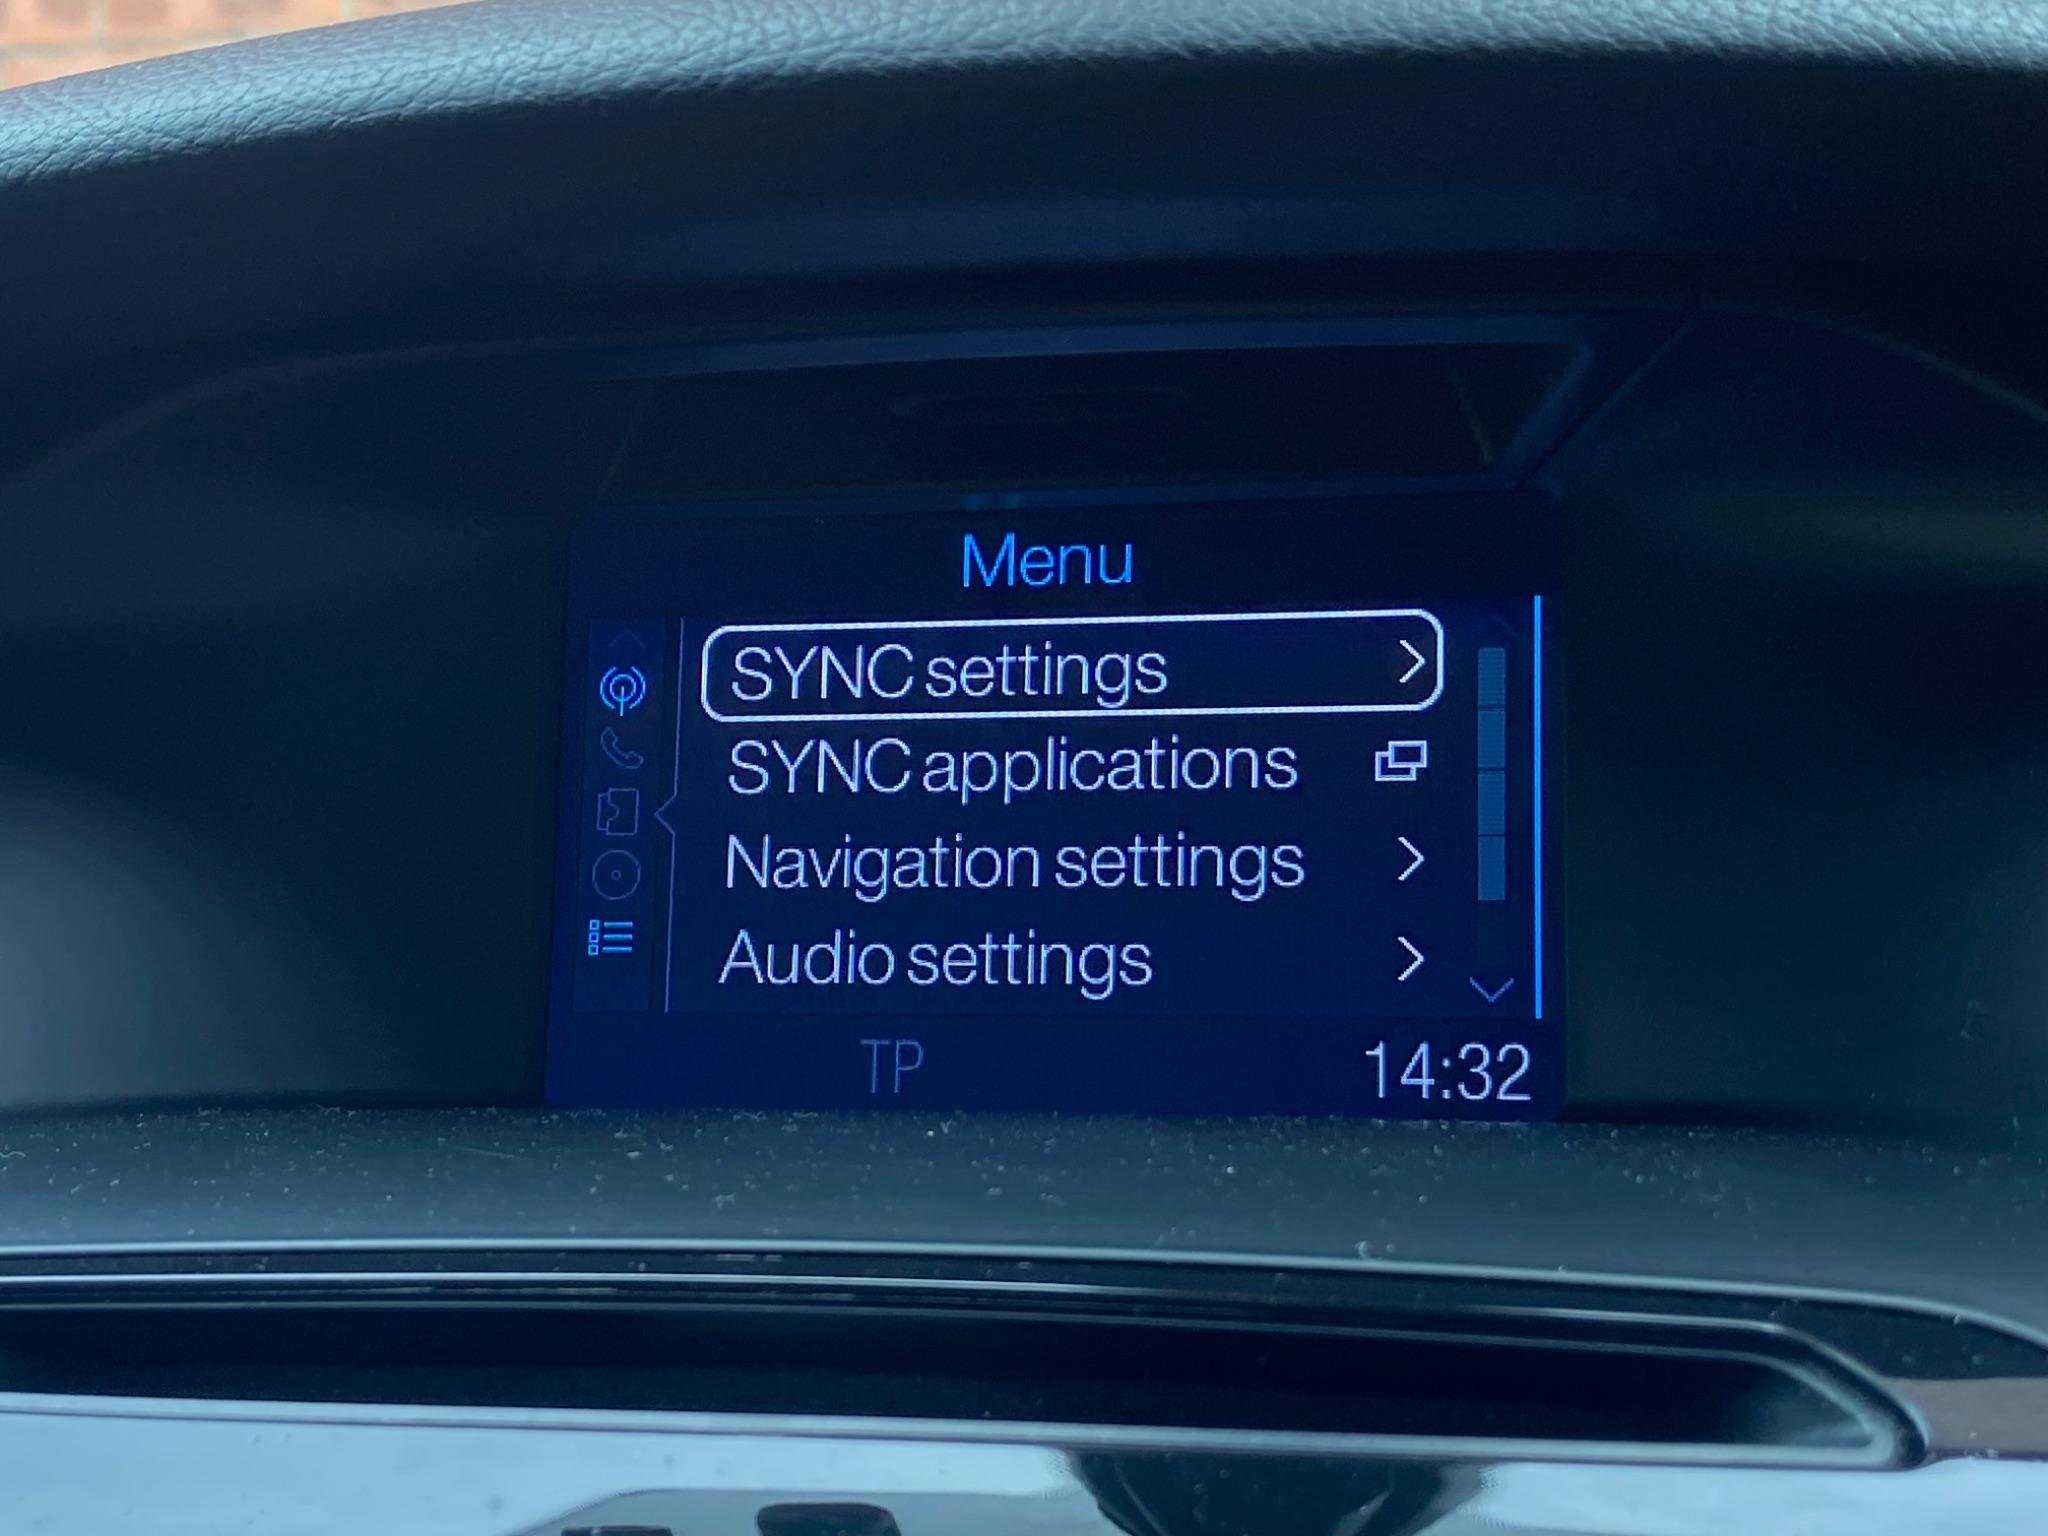 Menu
SYNC settings
SYNC applications
Navigation settings
Audio settings
TP
14:32